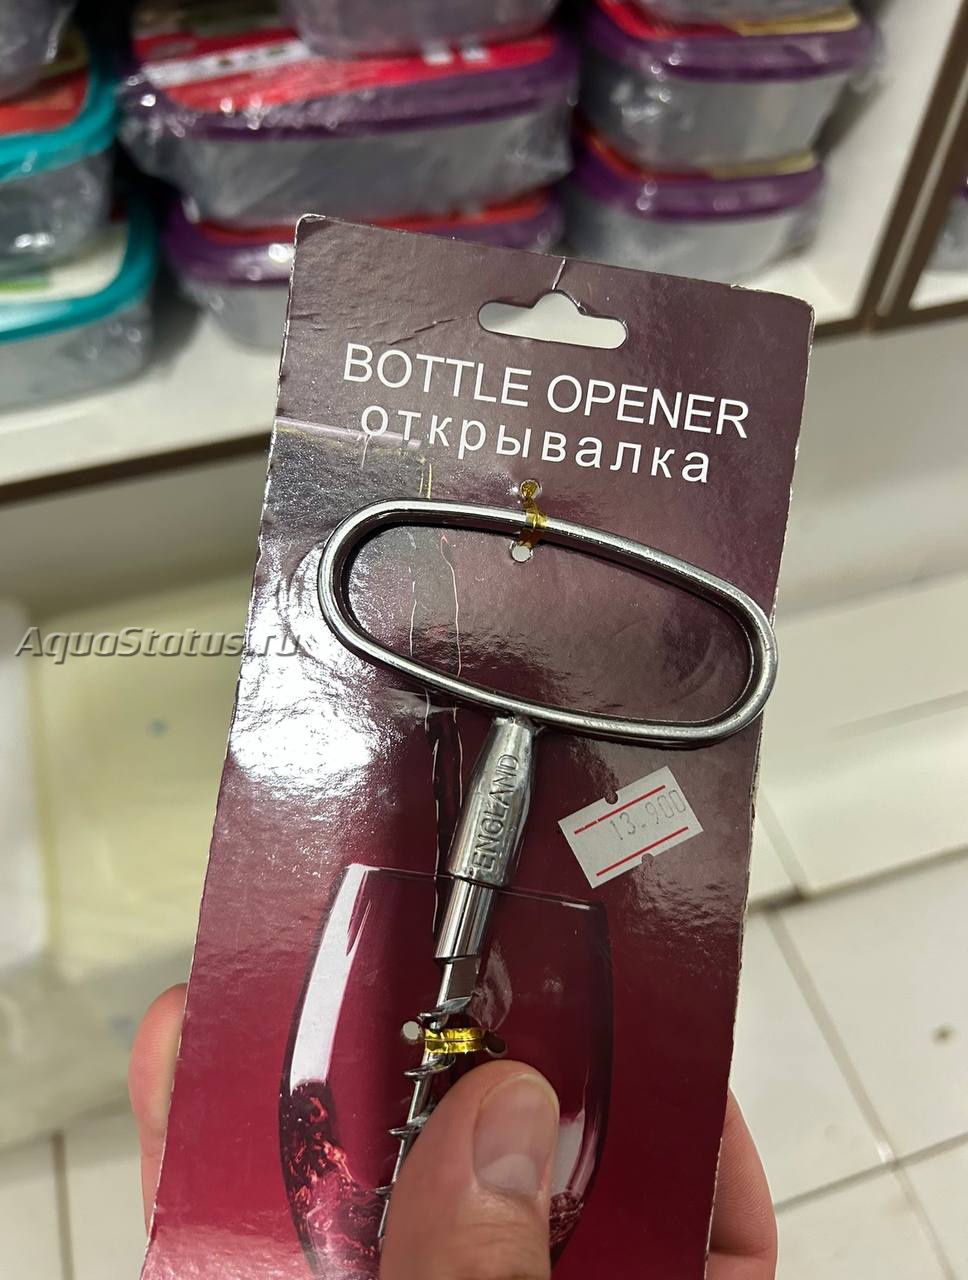 BOTTLE OPENER
открывалка
AquaStatus.ru
ENGLAND
13.900